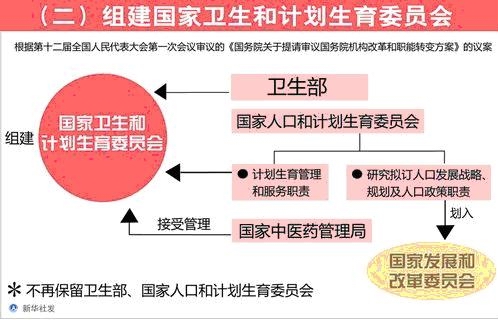 （二）组建国家卫生和计划生育委员会
根据第十二届全国人民代表大会第一次会议审议的《国务院关于提请审议国务院机构改革和职能转变方案》的议案
组建
国家卫生和
计划生育委员会
卫生部
国家人口和计划生育委员会
● 计划生育管理
和服务职责
● 研究拟订人口发展战略、
规划及人口政策职责
接受管理
国家中医药管理局
划入
国家发展和
改革委员会
* 不再保留卫生部、国家人口和计划生育委员会
新华社发